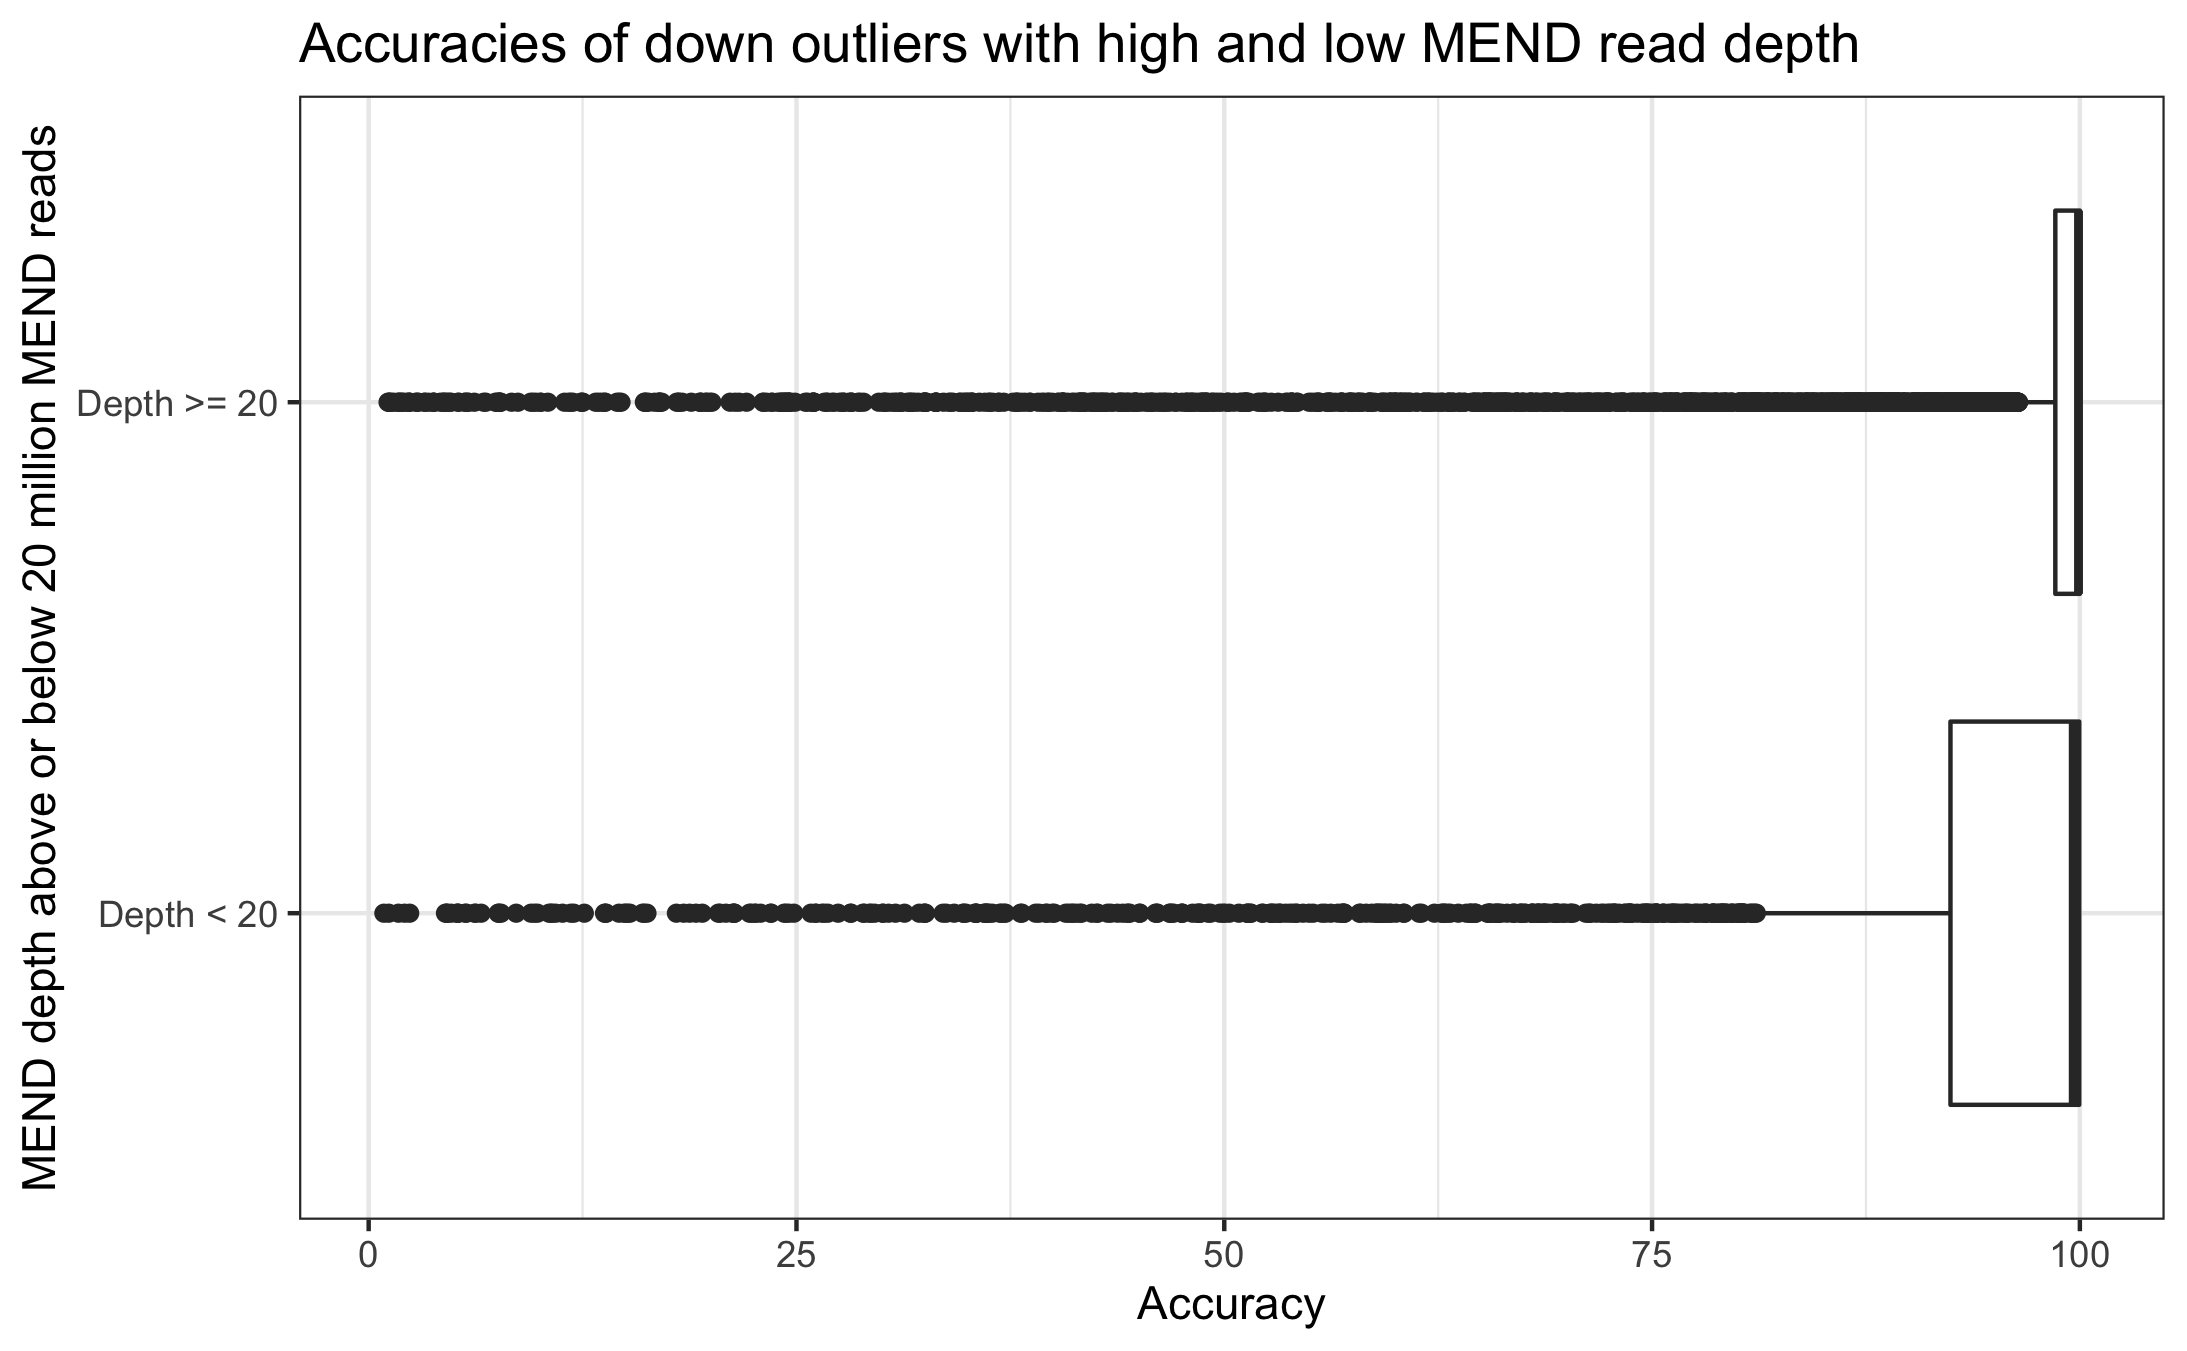 Accuracies of down outliers with high and low MEND read depth
MEND depth above or below 20 million MEND reads
Depth >= 20
Depth < 20
0 25 50 75 100
Accuracy